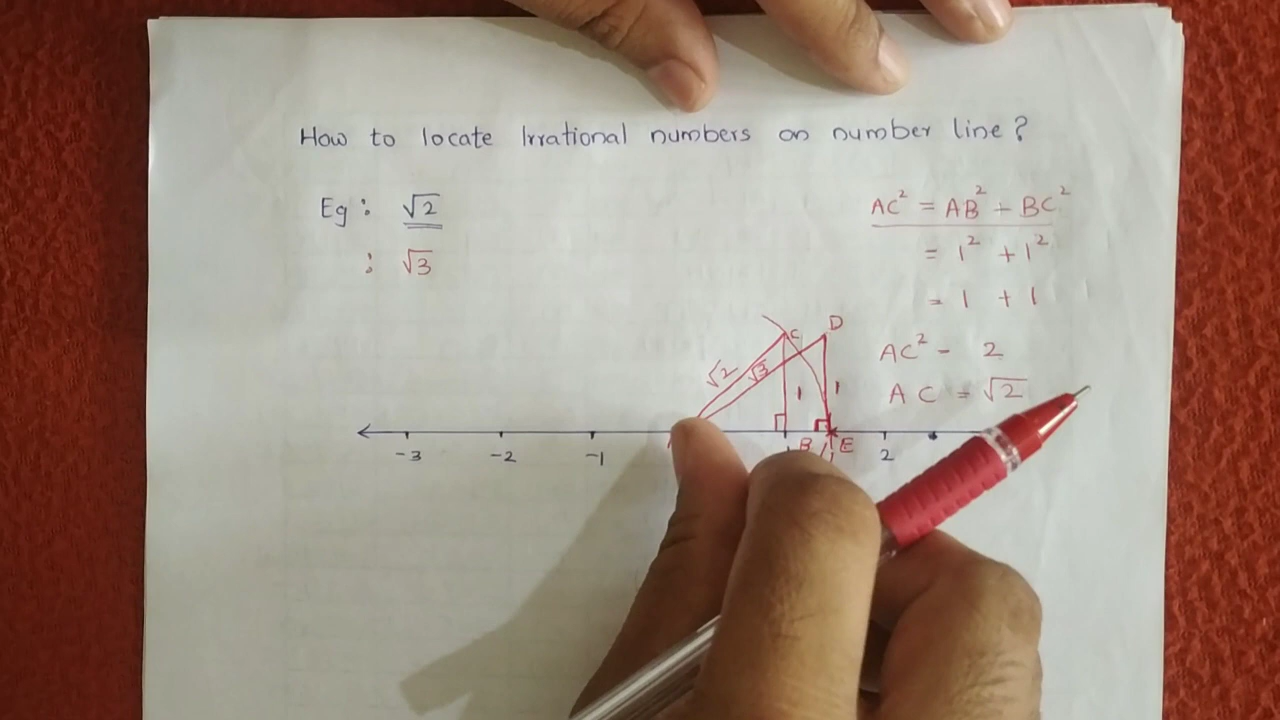 How to locate Irrational numbers on number line?
Eg : √2
: √3
AC² = AB² + BC²
= 1² + 1²
= 1 + 1
AC² - 2
AC = √2
C D
√2 √3 1 1
-3 -2 -1 B E 2